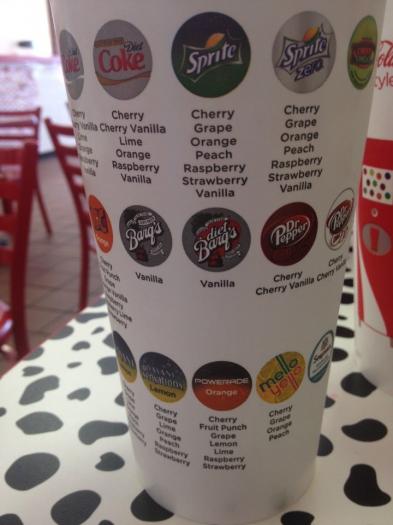 Diet
Coke
Sprite
Sprite
zero
Cherry
Cherry Vanilla
Lime
Orange
Raspberry
Vanilla
Cherry
Grape
Orange
Peach
Raspberry
Strawberry
Vanilla
Cherry
Grape
Orange
Peach
Raspberry
Strawberry
Vanilla
Barq's
Vanilla
diet
Barq's
Vanilla
Dr Pepper
Cherry
Cherry Vanilla
Lemon
Cherry
Grape
Lime
Orange
Peach
Raspberry
Strawberry
POWERADE
Orange
Cherry
Fruit Punch
Grape
Lemon
Lime
Raspberry
Strawberry
mello
yello
Cherry
Grape
Orange
Peach